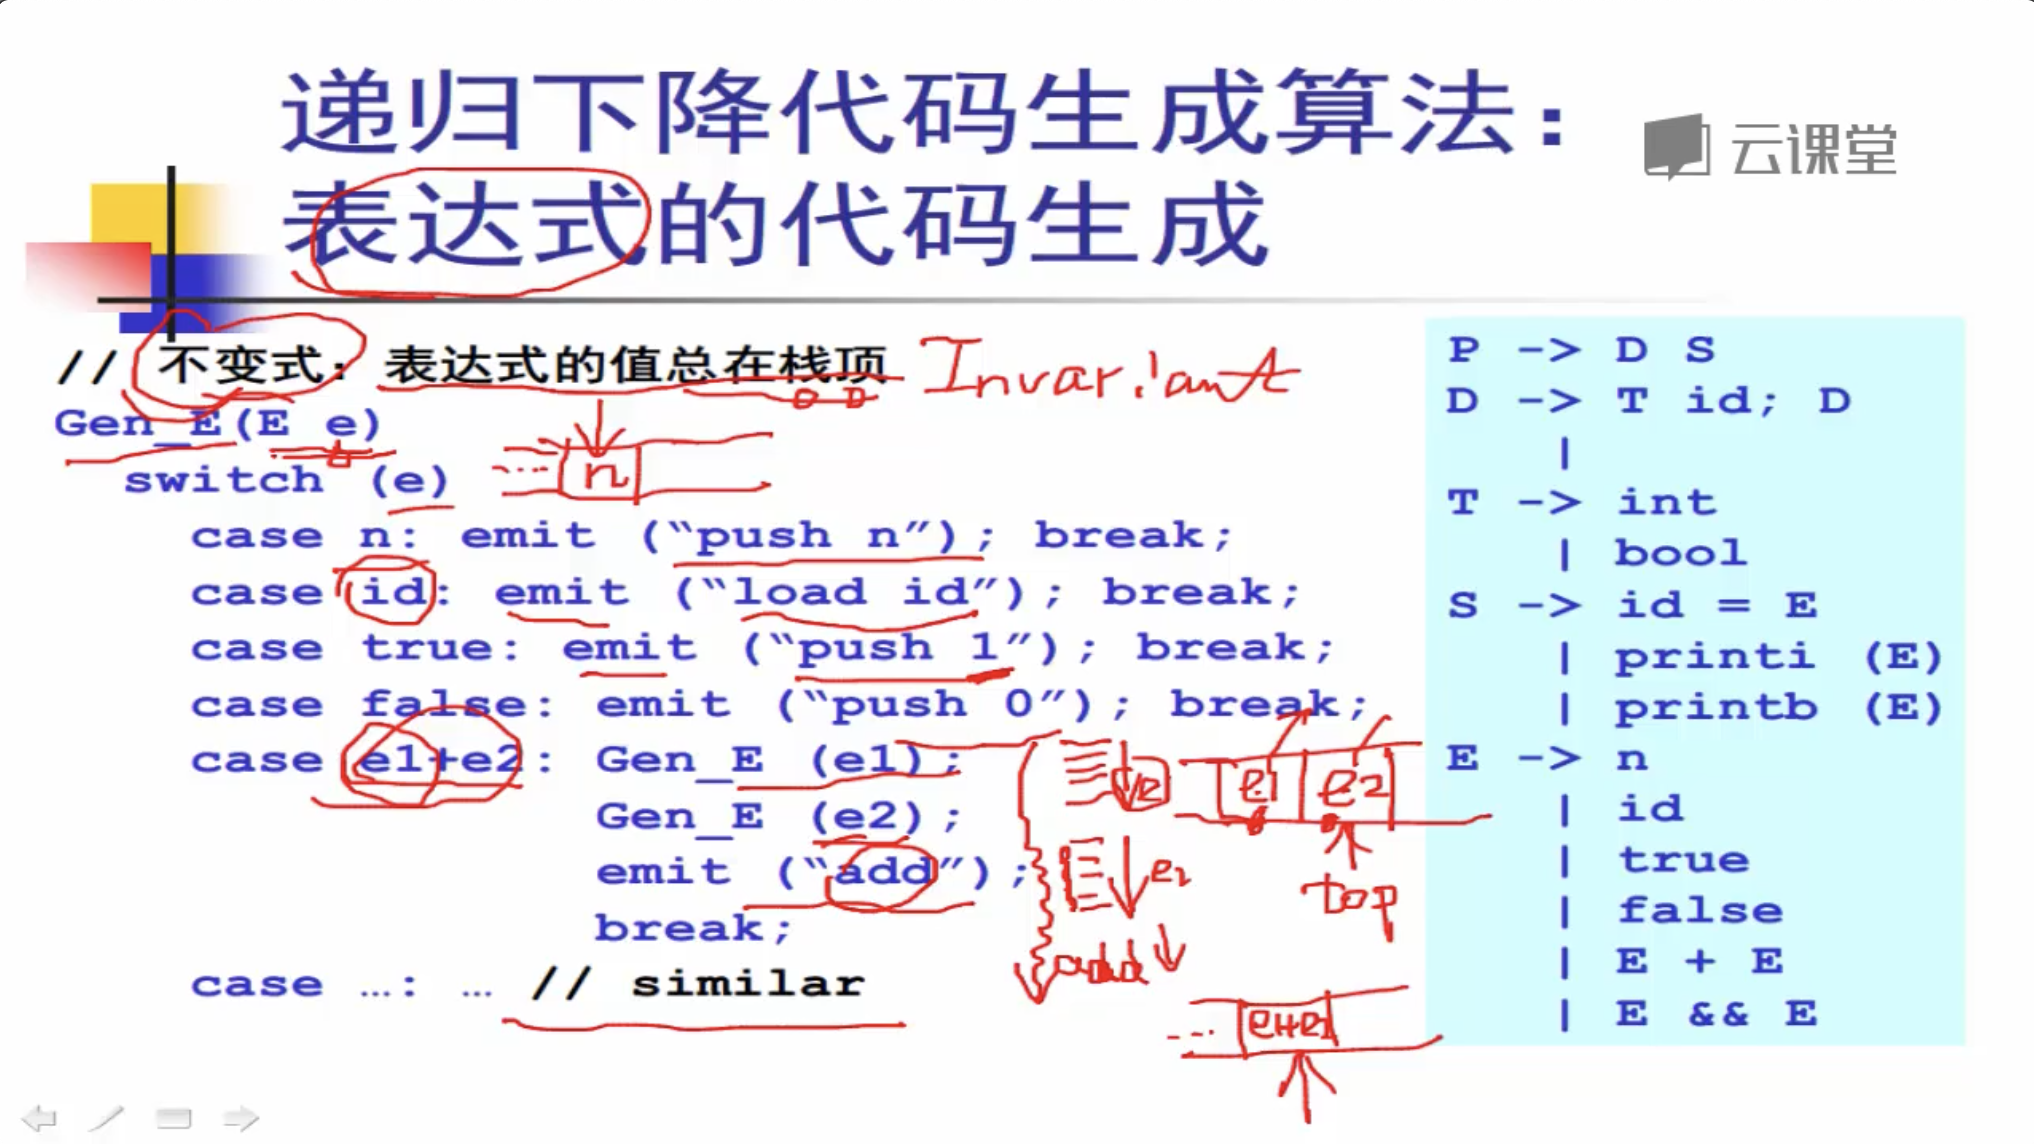 递归下降代码生成算法：
表达式的代码生成
云课堂
// 不变式：表达式的值总在栈顶
Invariant
Gen_E(E e)
switch (e)
... n
case n: emit (“push n”); break;
case id: emit (“load id”); break;
case true: emit (“push 1”); break;
case false: emit (“push 0”); break;
case e1+e2: Gen_E (e1);
Gen_E (e2);
emit (“add”);
break;
case …: … // similar
e1 e2
e2
top
add
...
P -> D S
D -> T id; D
|
T -> int
| bool
S -> id = E
| printi (E)
| printb (E)
E -> n
| id
| true
| false
| E + E
| E && E